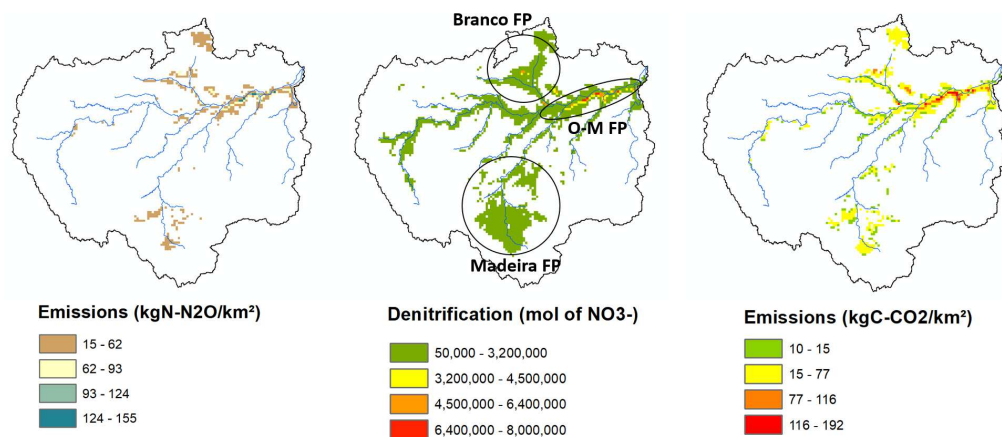 Branco FP
O-M FP
Madeira FP
Emissions (kgN-N2O/km²)
15 - 62
62 - 93
93 - 124
124 - 155
Denitrification (mol of NO3-)
50,000 - 3,200,000
3,200,000 - 4,500,000
4,500,000 - 6,400,000
6,400,000 - 8,000,000
Emissions (kgC-CO2/km²)
10 - 15
15 - 77
77 - 116
116 - 192